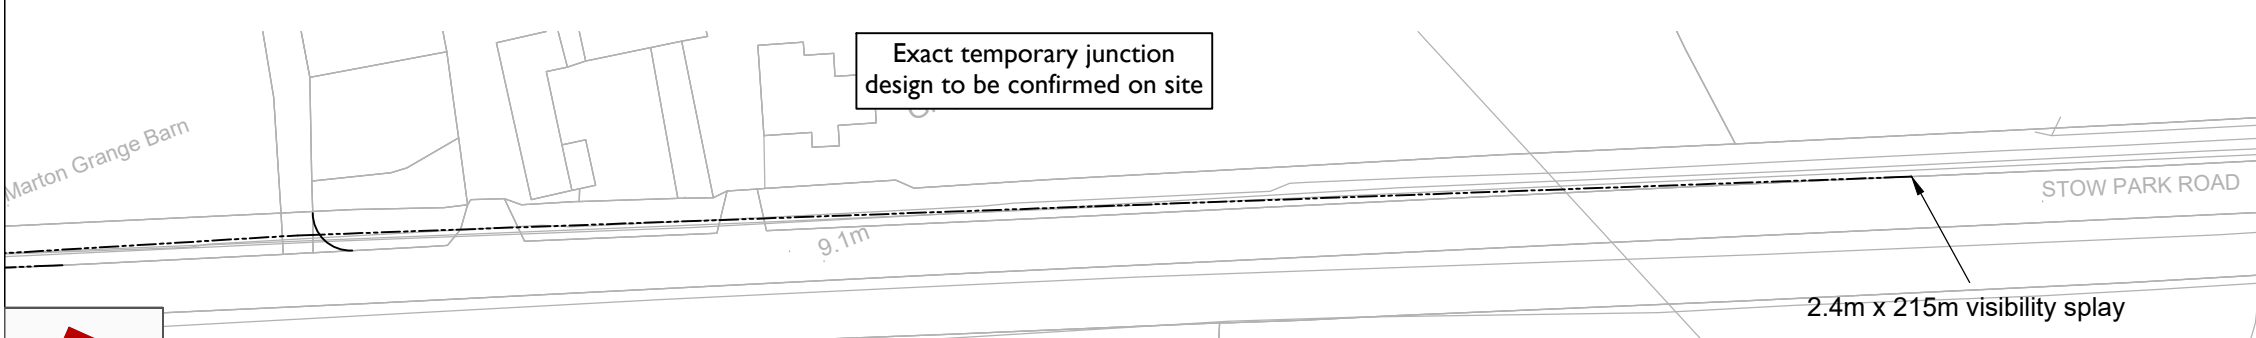 Exact temporary junction
design to be confirmed on site
Marton Grange Barn
STOW PARK ROAD
9.1m
2.4m x 215m visibility splay